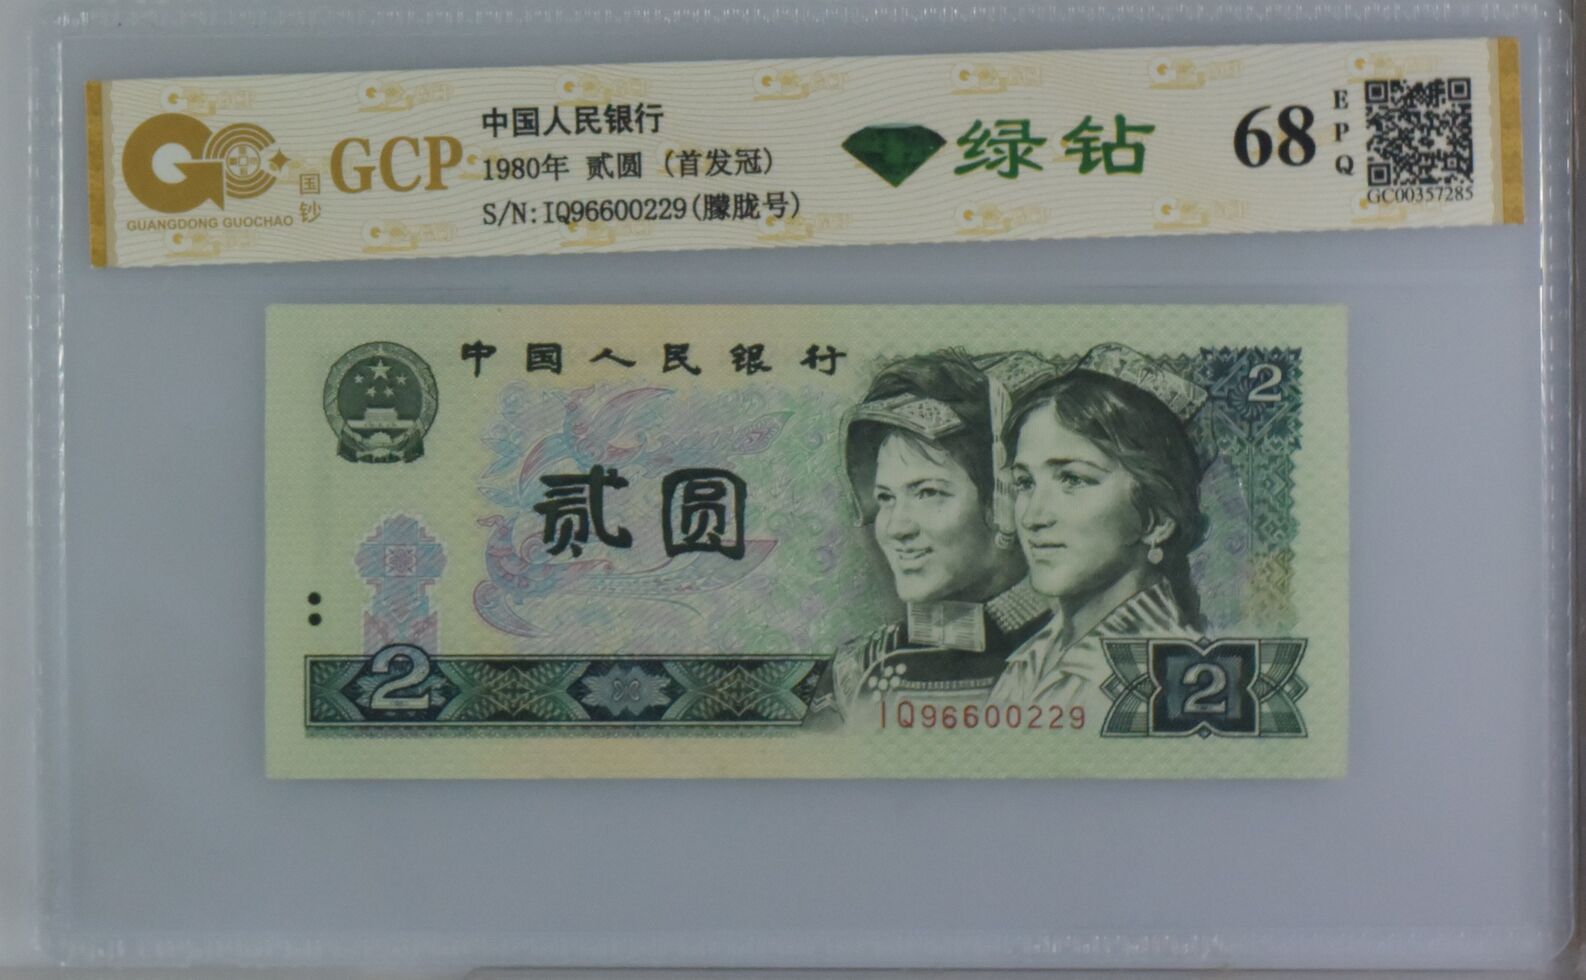 GUANGDONG GUOCHAO
国钞
GCP
中国人民银行
1980年 贰圆 (首发冠)
S/N:IQ96600229(朦胧号)
绿钻
68
EPQ
GC00357285
中国人民银行
2
贰圆
2
2
IQ96600229